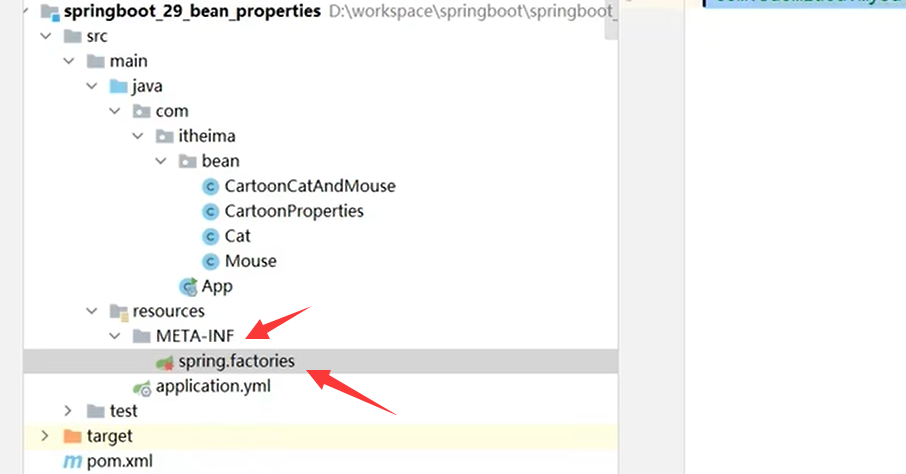 springboot_29_bean_properties D:\workspace\springboot\springboot_
src
main
java
com
itheima
bean
CartoonCatAndMouse
CartoonProperties
Cat
Mouse
App
resources
META-INF
spring.factories
application.yml
test
target
pom.xml